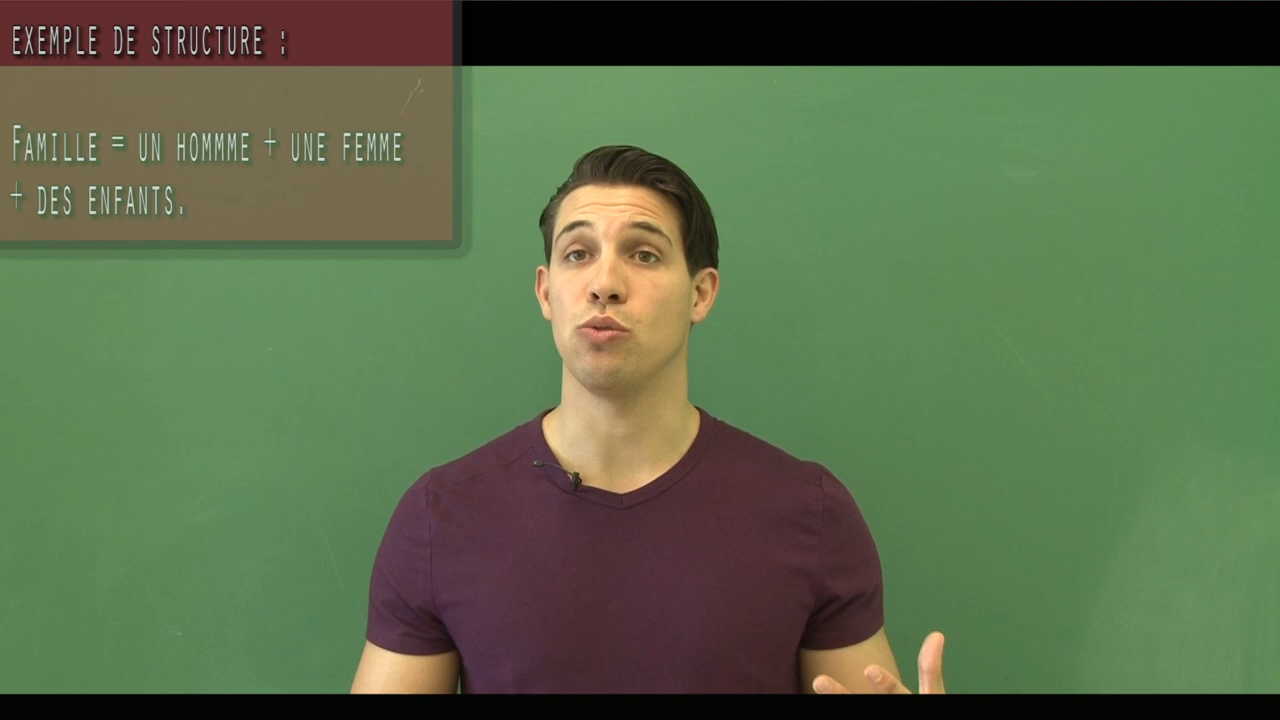 EXEMPLE DE STRUCTURE :
FAMILLE = UN HOMMME + UNE FEMME
+ DES ENFANTS.